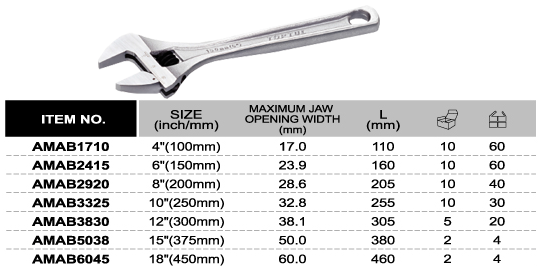 TOPTUL
ITEM NO. SIZE (inch/mm) MAXIMUM JAW OPENING WIDTH (mm) L (mm)
AMAB1710 4"(100mm) 17.0 110 10 60
AMAB2415 6"(150mm) 23.9 160 10 60
AMAB2920 8"(200mm) 28.6 205 10 40
AMAB3325 10"(250mm) 32.8 255 10 30
AMAB3830 12"(300mm) 38.1 305 5 20
AMAB5038 15"(375mm) 50.0 380 2 4
AMAB6045 18"(450mm) 60.0 460 2 4